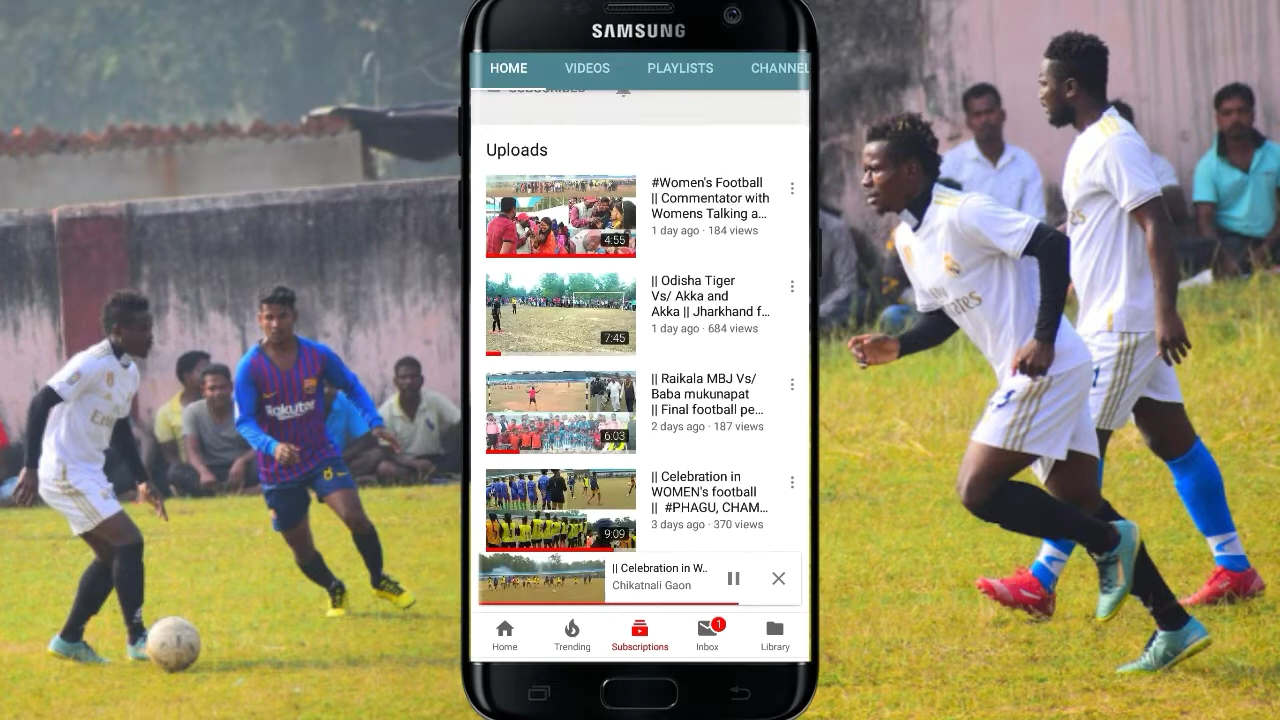 SAMSUNG
HOME VIDEOS PLAYLISTS CHANNEL
Uploads
#Women's Football
|| Commentator with
Womens Talking a...
1 day ago · 184 views
4:55
|| Odisha Tiger
Vs/ Akka and
Akka || Jharkhand f...
1 day ago · 684 views
7:45
|| Raikala MBJ Vs/
Baba mukunapat
|| Final football pe...
2 days ago · 187 views
6:03
|| Celebration in
WOMEN's football
|| #PHAGU, CHAM...
3 days ago · 370 views
9:09
|| Celebration in W..
Chikatnali Gaon
Home Trending Subscriptions Inbox Library
1
Rakuten